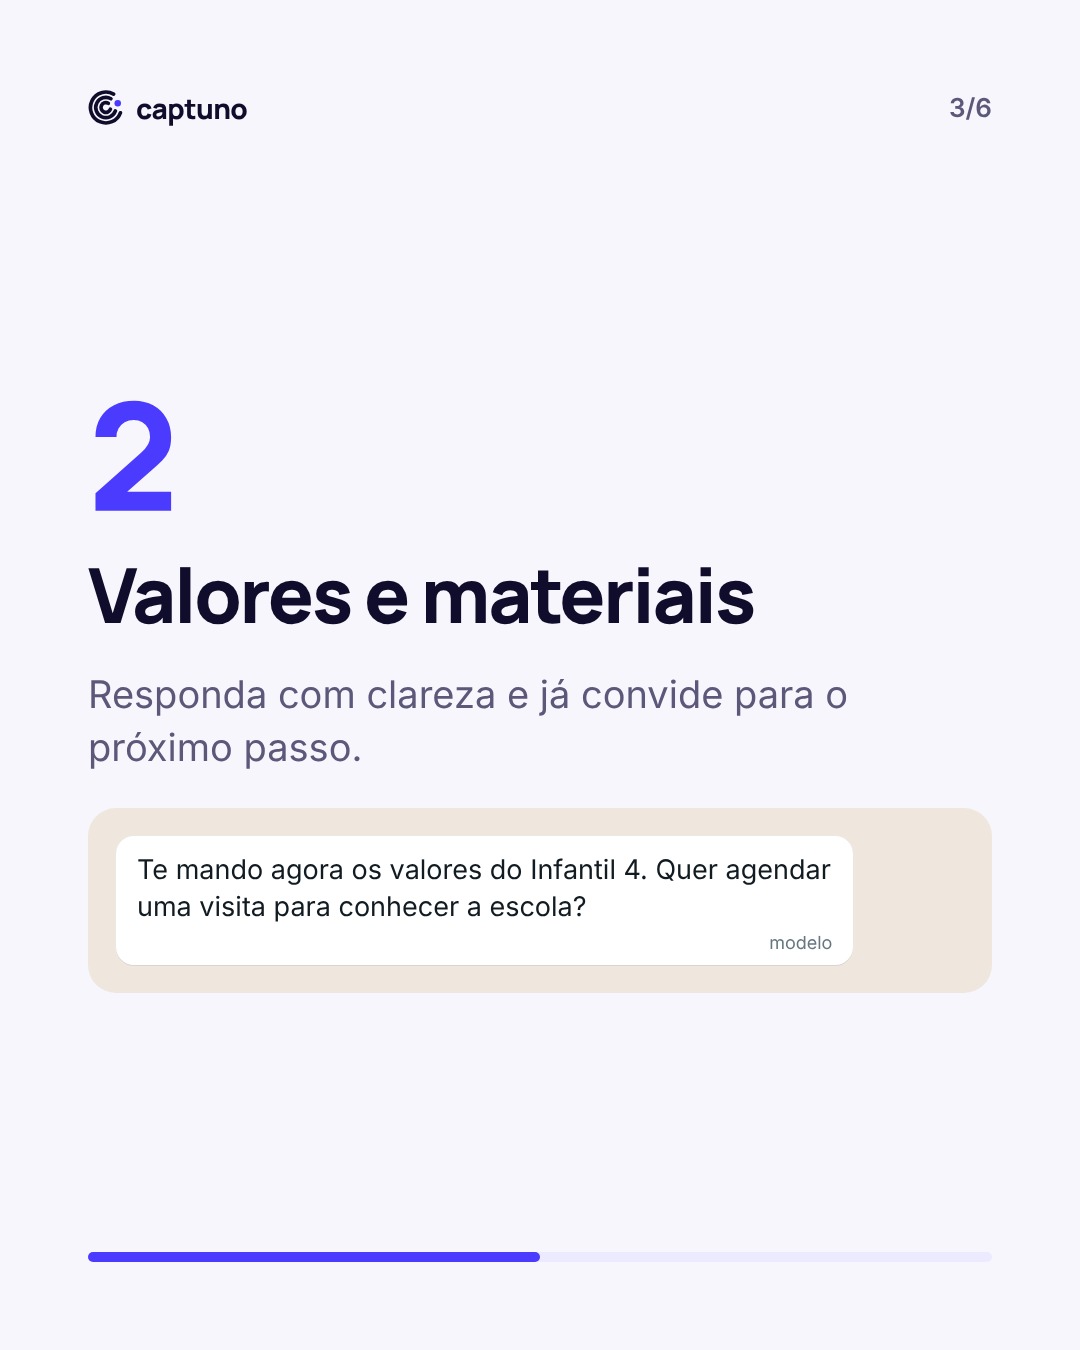 captuno
3/6
2
Valores e materiais
Responda com clareza e já convide para o
próximo passo.
Te mando agora os valores do Infantil 4. Quer agendar
uma visita para conhecer a escola?
modelo